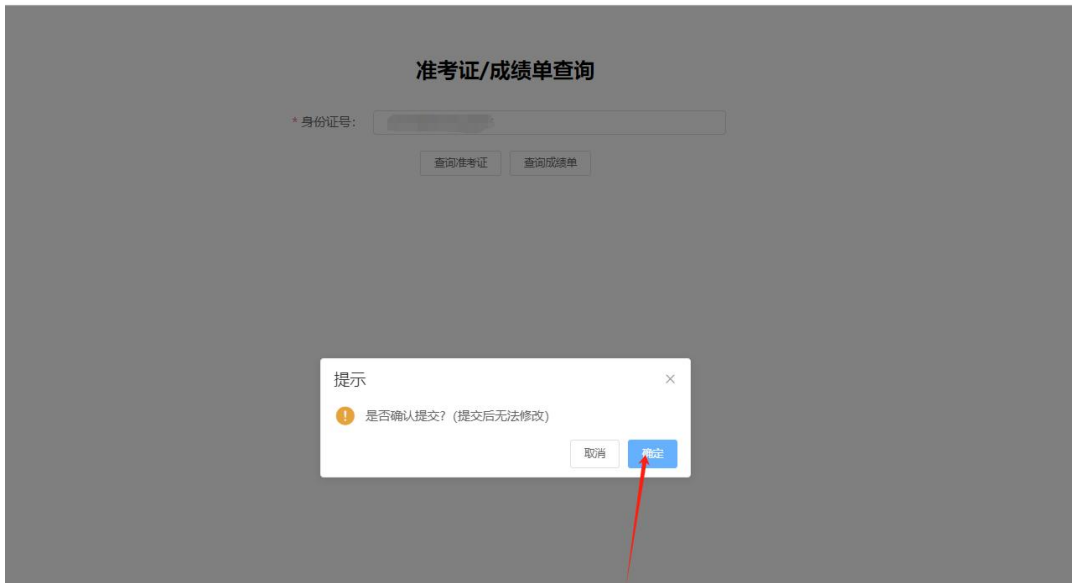 准考证/成绩单查询
* 身份证号：
查询准考证 查询成绩单
提示
是否确认提交？(提交后无法修改)
取消 确定